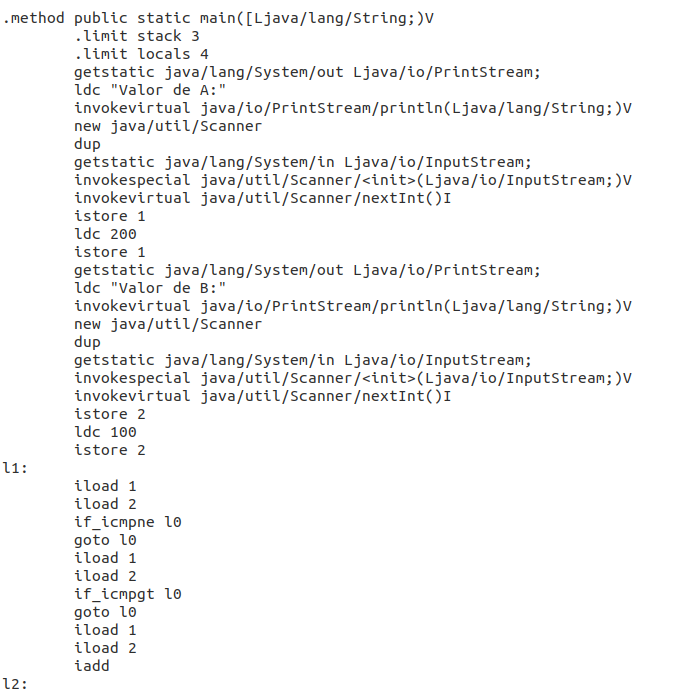 .method public static main([Ljava/lang/String;)V
        .limit stack 3
        .limit locals 4
        getstatic java/lang/System/out Ljava/io/PrintStream;
        ldc "Valor de A:"
        invokevirtual java/io/PrintStream/println(Ljava/lang/String;)V
        new java/util/Scanner
        dup
        getstatic java/lang/System/in Ljava/io/InputStream;
        invokespecial java/util/Scanner/<init>(Ljava/io/InputStream;)V
        invokevirtual java/util/Scanner/nextInt()I
        istore 1
        ldc 200
        istore 1
        getstatic java/lang/System/out Ljava/io/PrintStream;
        ldc "Valor de B:"
        invokevirtual java/io/PrintStream/println(Ljava/lang/String;)V
        new java/util/Scanner
        dup
        getstatic java/lang/System/in Ljava/io/InputStream;
        invokespecial java/util/Scanner/<init>(Ljava/io/InputStream;)V
        invokevirtual java/util/Scanner/nextInt()I
        istore 2
        ldc 100
        istore 2
l1:
        iload 1
        iload 2
        if_icmpne l0
        goto l0
        iload 1
        iload 2
        if_icmpgt l0
        goto l0
        iload 1
        iload 2
        iadd
l2: